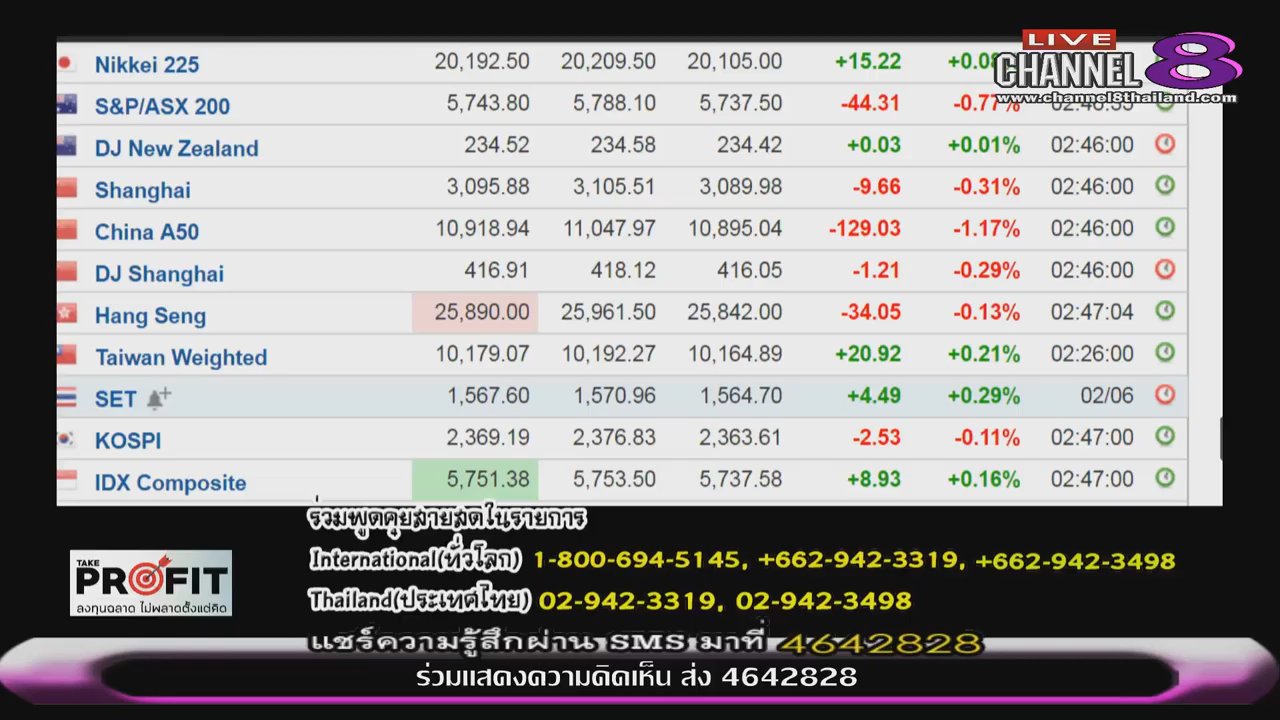 LIVE
CHANNEL 8
www.channel8thailand.com
Nikkei 225 20,192.50 20,209.50 20,105.00 +15.22
S&P/ASX 200 5,743.80 5,788.10 5,737.50 -44.31 -0.77%
DJ New Zealand 234.52 234.58 234.42 +0.03 +0.01% 02:46:00
Shanghai 3,095.88 3,105.51 3,089.98 -9.66 -0.31% 02:46:00
China A50 10,918.94 11,047.97 10,895.04 -129.03 -1.17% 02:46:00
DJ Shanghai 416.91 418.12 416.05 -1.21 -0.29% 02:46:00
Hang Seng 25,890.00 25,961.50 25,842.00 -34.05 -0.13% 02:47:04
Taiwan Weighted 10,179.07 10,192.27 10,164.89 +20.92 +0.21% 02:26:00
SET 1,567.60 1,570.96 1,564.70 +4.49 +0.29% 02/06
KOSPI 2,369.19 2,376.83 2,363.61 -2.53 -0.11% 02:47:00
IDX Composite 5,751.38 5,753.50 5,737.58 +8.93 +0.16% 02:47:00
ร่วมพูดคุยสายสดในรายการ
International(ทั่วโลก) 1-800-694-5145, +662-942-3319, +662-942-3498
TAKE
PROFIT
ลงทุนฉลาด ไม่พลาดตั้งแต่คิด
Thailand(ประเทศไทย) 02-942-3319, 02-942-3498
แชร์ความรู้สึกผ่าน SMS มาที่ 4642828
ร่วมแสดงความคิดเห็น ส่ง 4642828